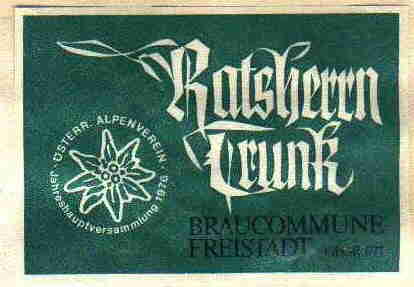 Ratsherrn
Trunk
ÖSTERR. ALPENVEREIN
Jahreshauptversammlung 1976
BRAUCOMMUNE
FREISTADT